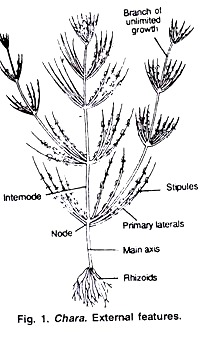 Branch of
unlimited
growth
Internode
Stipules
Node
Primary laterals
Main axis
Rhizoids
Fig. 1. Chara. External features.